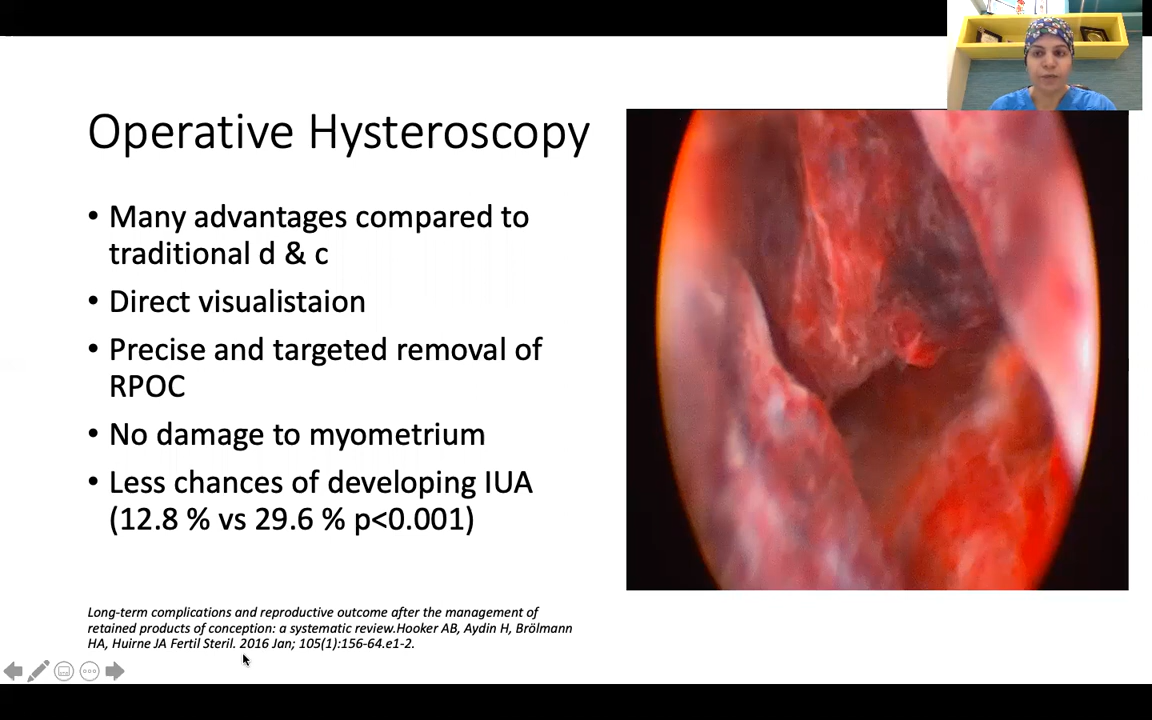 Operative Hysteroscopy
• Many advantages compared to
traditional d & c
• Direct visualistaion
• Precise and targeted removal of
RPOC
• No damage to myometrium
• Less chances of developing IUA
(12.8 % vs 29.6 % p<0.001)
Long-term complications and reproductive outcome after the management of
retained products of conception: a systematic review.Hooker AB, Aydin H, Brölmann
HA, Huirne JA Fertil Steril. 2016 Jan; 105(1):156-64.e1-2.